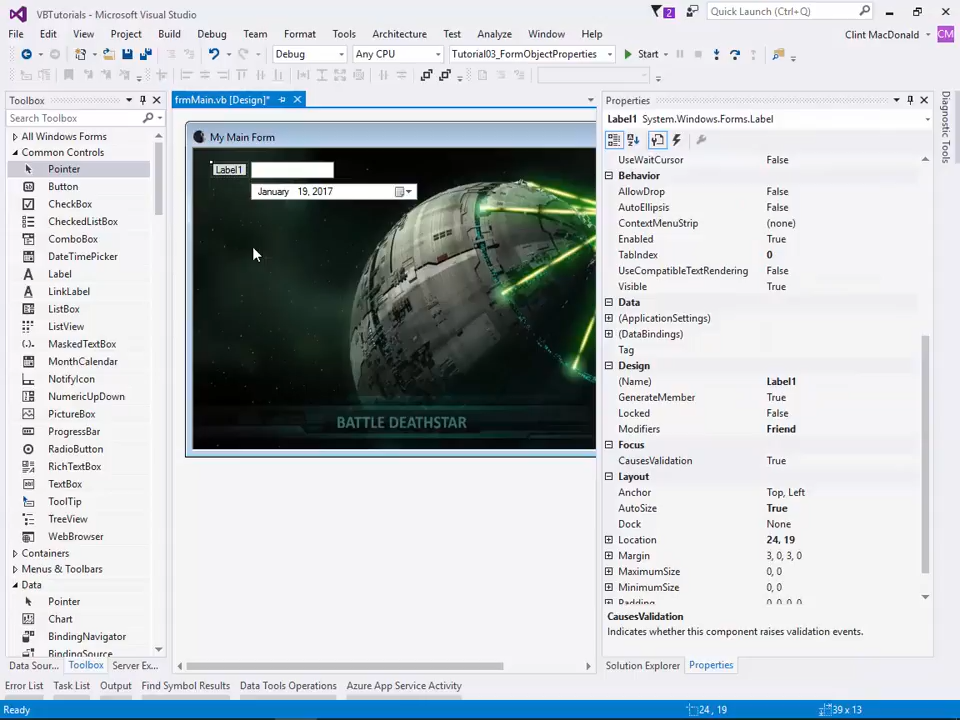 VBTutorials - Microsoft Visual Studio
2
Quick Launch (Ctrl+Q)
File Edit View Project Build Debug Team Format Tools Architecture Test Analyze Window Help
Clint MacDonald CM
Debug Any CPU Tutorial03_FormObjectProperties Start
Toolbox
Search Toolbox
All Windows Forms
Common Controls
Pointer
Button
CheckBox
CheckedListBox
ComboBox
DateTimePicker
Label
LinkLabel
ListBox
ListView
MaskedTextBox
MonthCalendar
NotifyIcon
NumericUpDown
PictureBox
ProgressBar
RadioButton
RichTextBox
TextBox
ToolTip
TreeView
WebBrowser
Containers
Menus & Toolbars
Data
Pointer
Chart
BindingNavigator
BindingSource
Data Sour... Toolbox Server Ex...
frmMain.vb [Design]*
My Main Form
Label1
January 19, 2017
BATTLE DEATHSTAR
Properties
Label1 System.Windows.Forms.Label
UseWaitCursor False
Behavior
AllowDrop False
AutoEllipsis False
ContextMenuStrip (none)
Enabled True
TabIndex 0
UseCompatibleTextRendering False
Visible True
Data
(ApplicationSettings)
(DataBindings)
Tag
Design
(Name) Label1
GenerateMember True
Locked False
Modifiers Friend
Focus
CausesValidation True
Layout
Anchor Top, Left
AutoSize True
Dock None
Location 24, 19
Margin 3, 0, 3, 0
MaximumSize 0, 0
MinimumSize 0, 0
Padding 0, 0, 0, 0
CausesValidation
Indicates whether this component raises validation events.
Solution Explorer Properties
Diagnostic Tools
Error List Task List Output Find Symbol Results Data Tools Operations Azure App Service Activity
Ready 24 , 19 39 x 13